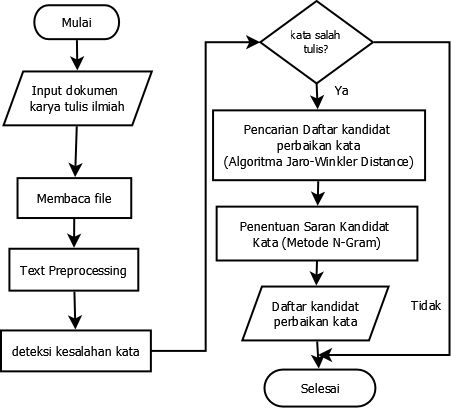 Mulai
Input dokumen
karya tulis ilmiah
Membaca file
Text Preprocessing
deteksi kesalahan kata
kata salah
tulis?
Ya
Pencarian Daftar kandidat
perbaikan kata
(Algoritma Jaro-Winkler Distance)
Penentuan Saran Kandidat
Kata (Metode N-Gram)
Daftar kandidat
perbaikan kata
Tidak
Selesai